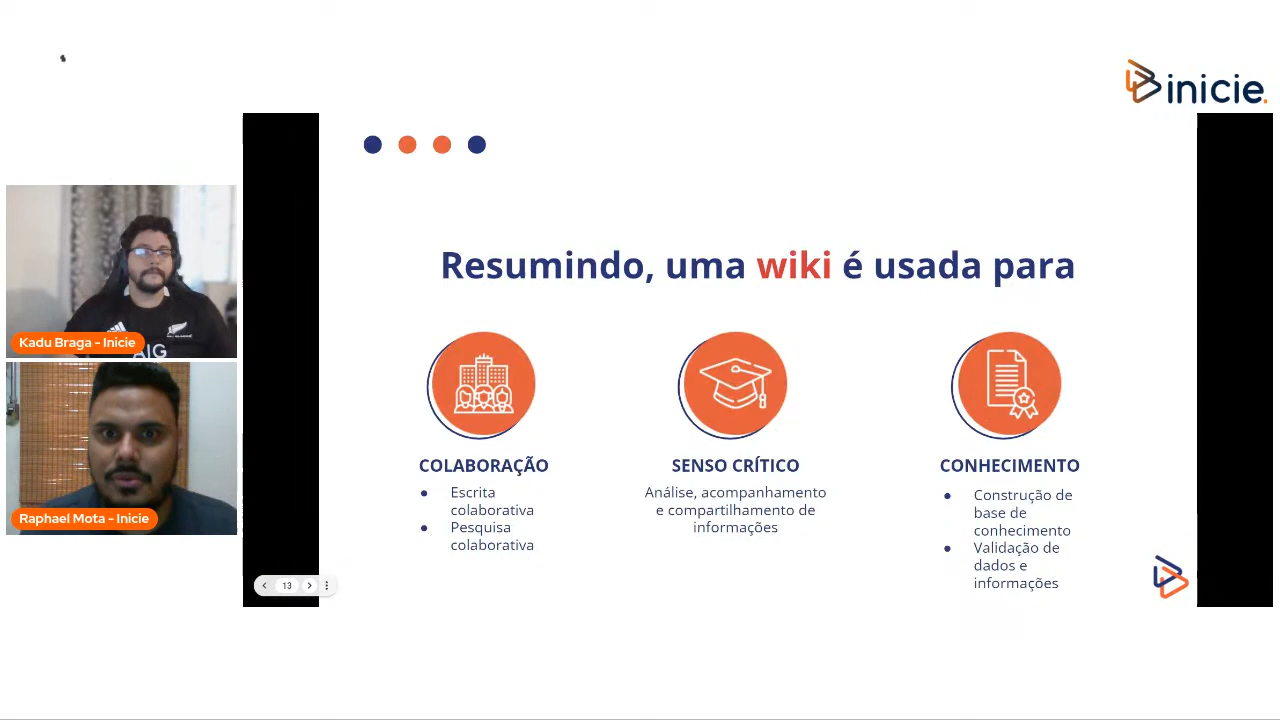 inicie.
Resumindo, uma wiki é usada para
Kadu Braga - Inicie
AIG
Raphael Mota - Inicie
COLABORAÇÃO
● Escrita
colaborativa
● Pesquisa
colaborativa
SENSO CRÍTICO
Análise, acompanhamento
e compartilhamento de
informações
CONHECIMENTO
● Construção de
base de
conhecimento
● Validação de
dados e
informações
13